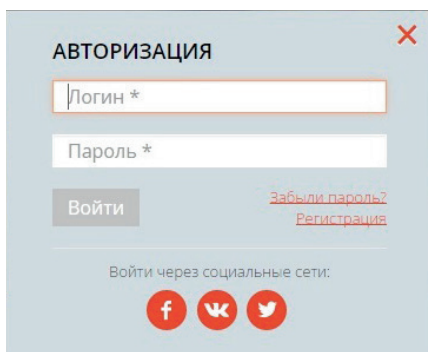 АВТОРИЗАЦИЯ
Логин *
Пароль *
Войти
Забыли пароль?
Регистрация
Войти через социальные сети: